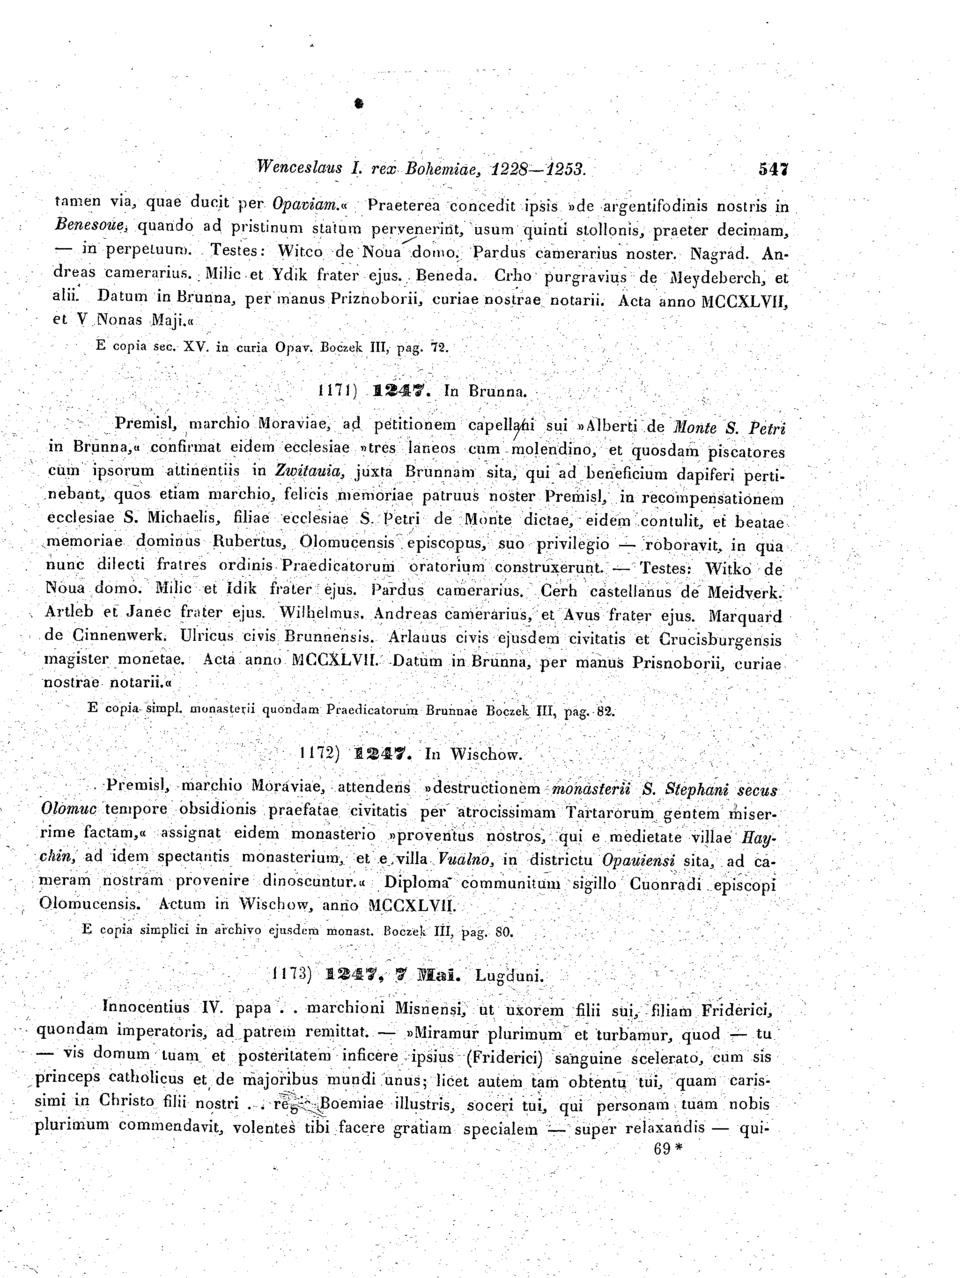 Wenceslaus I. rex Bohemiae, 1228—1253. 547
tamen via, quae ducit per Opaviam.« Praeterea concedit ipsis »de argentifodinis nostris in
Benesoue, quando ad pristinum statum pervenerint, usum quinti stollonis, praeter decimam,
— in perpetuum. Testes: Witco de Noua domo. Pardus camerarius noster. Nagrad. An-
dreas camerarius. Milic et Ydik frater ejus. Beneda. Crho purgravius de Meydeberch, et
alii. Datum in Brunna, per manus Priznoborii, curiae nostrae notarii. Acta anno MCCXLVII,
et V Nonas Maji.«
E copia sec. XV. in curia Opav. Boczek III, pag. 72.
1171) 1247. In Brunna.
Premisl, marchio Moraviae, ad petitionem capellani sui »Alberti de Monte S. Petri
in Brunna,« confirmat eidem ecclesiae »tres laneos cum molendino, et quosdam piscatores
cum ipsorum attinentiis in Zwitauia, juxta Brunnam sita, qui ad beneficium dapiferi perti-
nebant, quos etiam marchio, felicis memoriae patruus noster Premisl, in recompensationem
ecclesiae S. Michaelis, filiae ecclesiae S. Petri de Monte dictae, eidem contulit, et beatae
memoriae dominus Rubertus, Olomucensis episcopus, suo privilegio — roboravit, in qua
nunc dilecti fratres ordinis Praedicatorum oratorium construxerunt. — Testes: Witko de
Noua domo. Milic et Idik frater ejus. Pardus camerarius. Cerh castellanus de Meidverk.
Artleb et Janec frater ejus. Wilhelmus. Andreas camerarius, et Avus frater ejus. Marquard
de Cinnenwerk. Ulricus civis Brunnensis. Arlauus civis ejusdem civitatis et Crucisburgensis
magister monetae. Acta anno MCCXLVII. Datum in Brunna, per manus Prisnoborii, curiae
nostrae notarii.«
E copia simpl. monasterii quondam Praedicatorum Brunnae Boczek III, pag. 82.
1172) 1247. In Wischow.
Premisl, marchio Moraviae, attendens »destructionem monasterii S. Stephani secus
Olomuc tempore obsidionis praefatae civitatis per atrocissimam Tartarorum gentem miser-
rime factam,« assignat eidem monasterio »proventus nostros, qui e medietate villae Hay-
chin, ad idem spectantis monasterium, et e villa Vualno, in districtu Opauiensi sita, ad ca-
meram nostram provenire dinoscuntur.« Diploma communitum sigillo Cuonradi episcopi
Olomucensis. Actum in Wischow, anno MCCXLVII.
E copia simplici in archivo ejusdem monast. Boczek III, pag. 80.
1173) 1247, 7 Mai. Lugduni.
Innocentius IV. papa . . marchioni Misnensi, ut uxorem filii sui, filiam Friderici,
quondam imperatoris, ad patrem remittat. — »Miramur plurimum et turbamur, quod — tu
— vis domum tuam et posteritatem inficere ipsius (Friderici) sanguine scelerato, cum sis
princeps catholicus et de majoribus mundi unus; licet autem tam obtentu tui, quam caris-
simi in Christo filii nostri . . regis Boemiae illustris, soceri tui, qui personam tuam nobis
plurimum commendavit, volentes tibi facere gratiam specialem — super relaxandis — qui-
69*